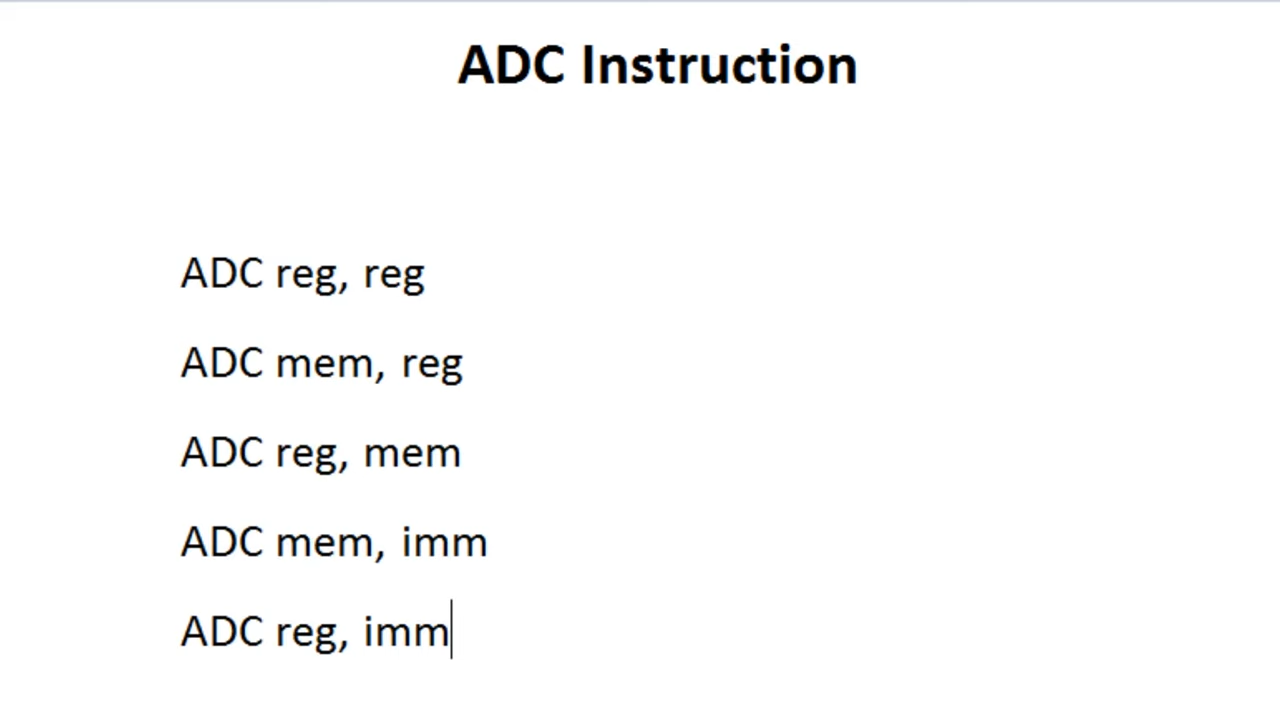 ADC Instruction
ADC reg, reg
ADC mem, reg
ADC reg, mem
ADC mem, imm
ADC reg, imm